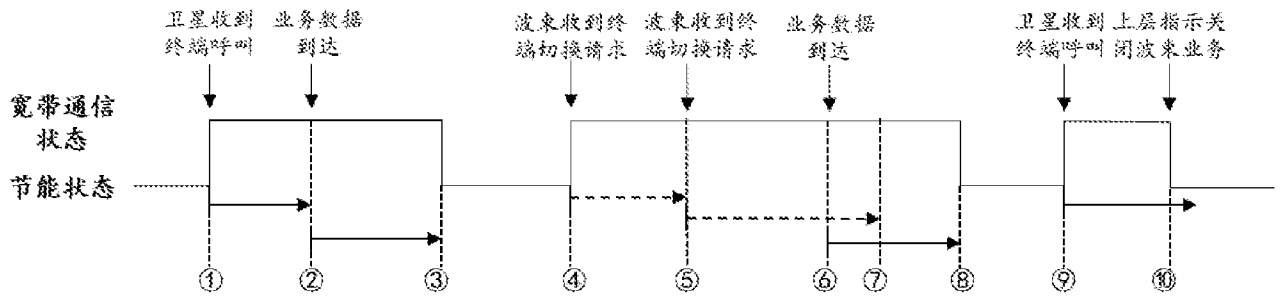 卫星收到
终端呼叫
业务数据
到达
波束收到终
端切换请求
波束收到终
端切换请求
业务数据
到达
卫星收到
终端呼叫
上层指示关
闭波束业务
宽带通信
状态
节能状态
① ② ③ ④ ⑤ ⑥ ⑦ ⑧ ⑨ ⑩